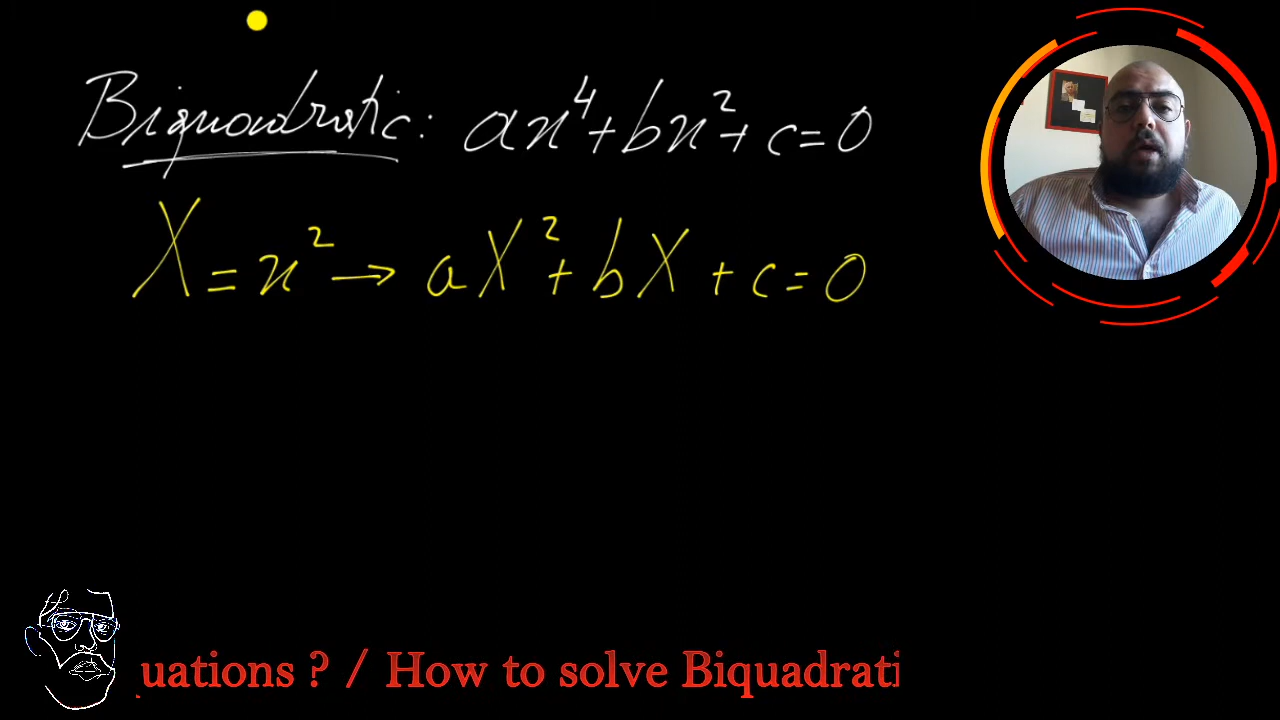 Biquadratic: ax⁴+bx²+c=0
X=x²→aX²+bX+c=0
uations ? / How to solve Biquadrati